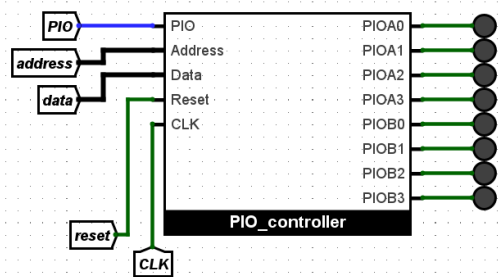 PIO
address
data
reset
CLK
PIO
Address
Data
Reset
CLK
PIOA0
PIOA1
PIOA2
PIOA3
PIOB0
PIOB1
PIOB2
PIOB3
PIO_controller